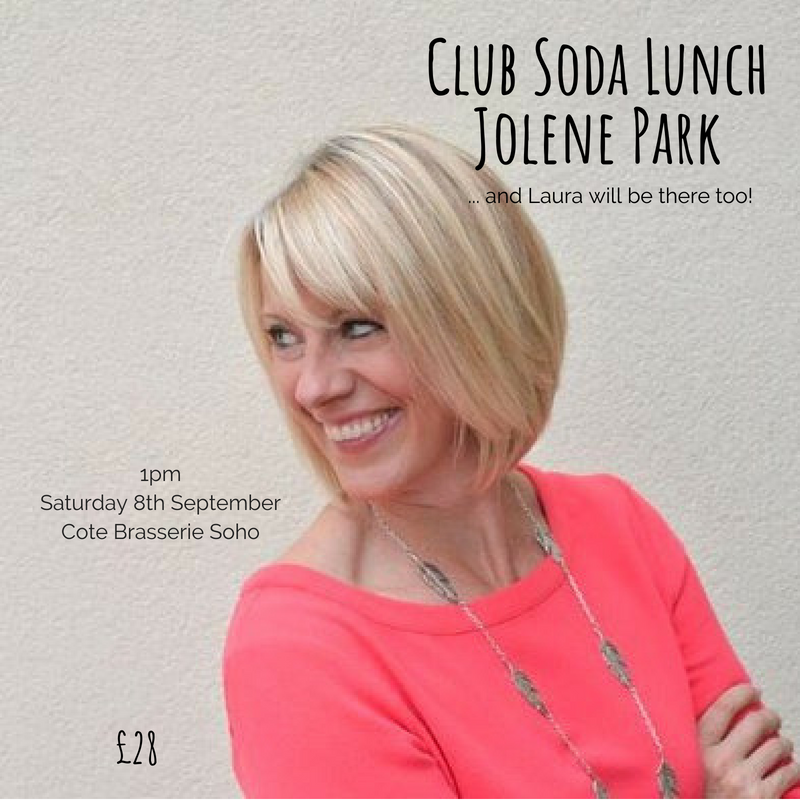 Club Soda Lunch
Jolene Park
... and Laura will be there too!
1pm
Saturday 8th September
Cote Brasserie Soho
£28